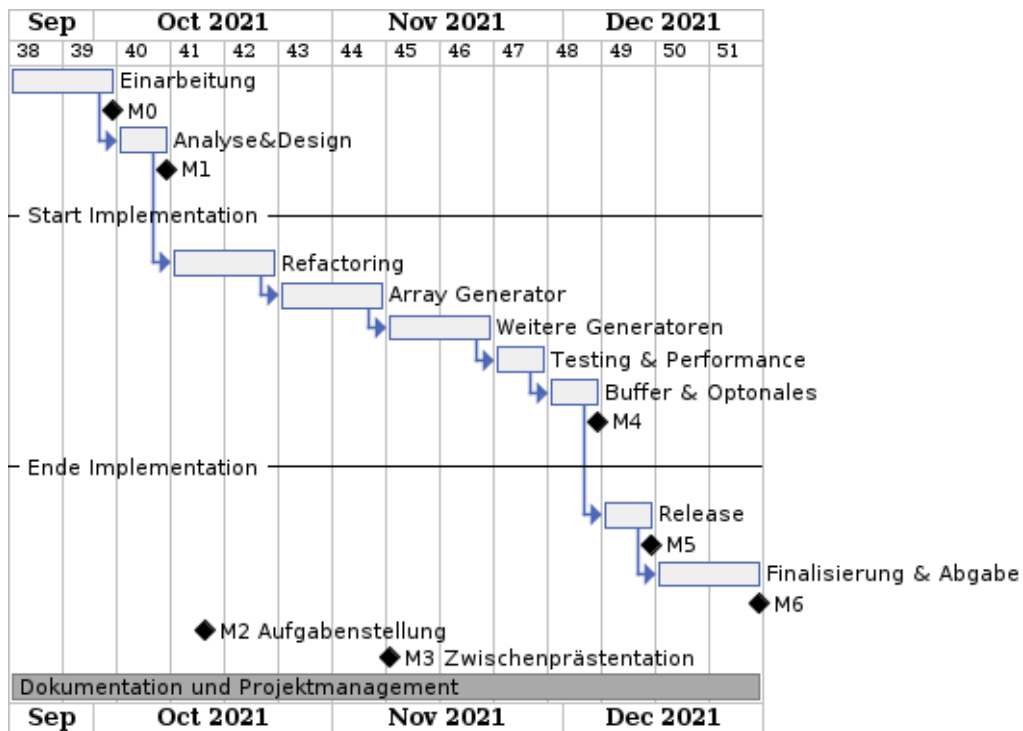 Sep Oct 2021 Nov 2021 Dec 2021
38 39 40 41 42 43 44 45 46 47 48 49 50 51
Einarbeitung
M0
Analyse&Design
M1
Start Implementation
Refactoring
Array Generator
Weitere Generatoren
Testing & Performance
Buffer & Optonales
M4
Ende Implementation
Release
M5
Finalisierung & Abgabe
M6
M2 Aufgabenstellung
M3 Zwischenprästentation
Dokumentation und Projektmanagement
Sep Oct 2021 Nov 2021 Dec 2021